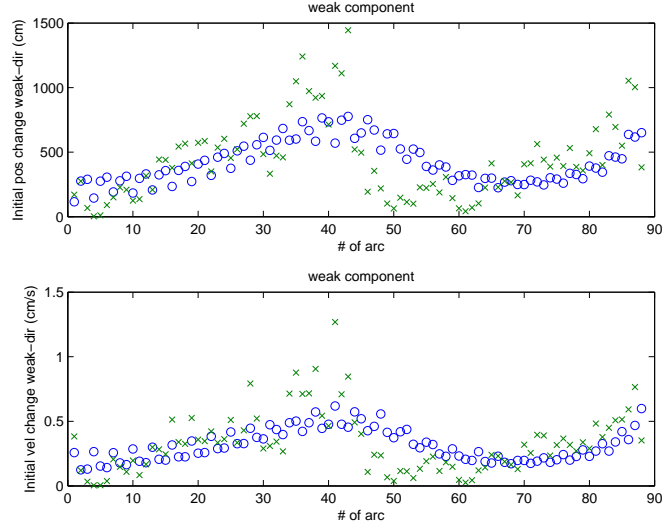 weak component
1500
1000
500
0
Initial pos change weak-dir (cm)
0 10 20 30 40 50 60 70 80 90
# of arc
weak component
1.5
1
0.5
0
Initial vel change weak-dir (cm/s)
0 10 20 30 40 50 60 70 80 90
# of arc